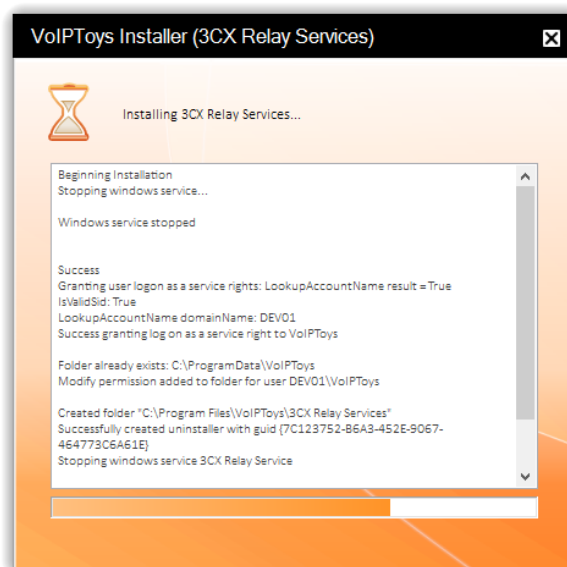 VoIPToys Installer (3CX Relay Services)
Installing 3CX Relay Services...
Beginning Installation
Stopping windows service...
Windows service stopped
Success
Granting user logon as a service rights: LookupAccountName result = True
IsValidSid: True
LookupAccountName domainName: DEV01
Success granting log on as a service right to VoIPToys
Folder already exists: C:\ProgramData\VoIPToys
Modify permission added to folder for user DEV01\VoIPToys
Created folder "C:\Program Files\VoIPToys\3CX Relay Services"
Successfully created uninstaller with guid {7C123752-B6A3-452E-9067-
464773C6A61E}
Stopping windows service 3CX Relay Service